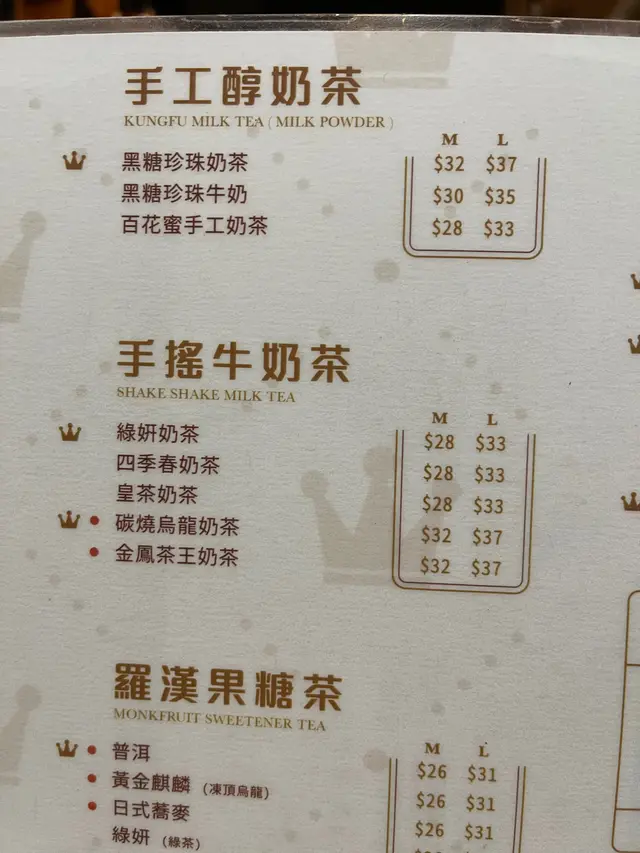 手工醇奶茶
KUNGFU MILK TEA ( MILK POWDER )
M L
黑糖珍珠奶茶 $32 $37
黑糖珍珠牛奶 $30 $35
百花蜜手工奶茶 $28 $33
手搖牛奶茶
SHAKE SHAKE MILK TEA
M L
綠妍奶茶 $28 $33
四季春奶茶 $28 $33
皇茶奶茶 $28 $33
碳燒烏龍奶茶 $32 $37
金鳳茶王奶茶 $32 $37
羅漢果糖茶
MONKFRUIT SWEETENER TEA
M L
普洱 $26 $31
黃金麒麟 (凍頂烏龍) $26 $31
日式蕎麥 $26 $31
綠妍 (綠茶)